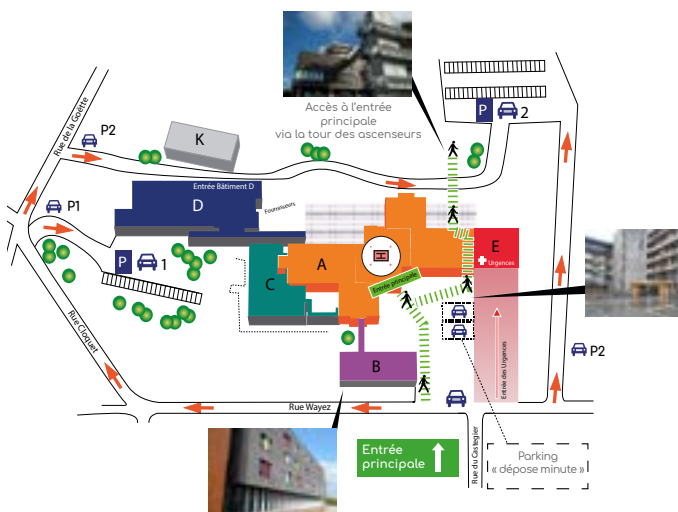 Accès à l'entrée
principale
via la tour des ascenseurs
P 2
Rue de la Goëtte
P2
K
Entrée Bâtiment D
D
Fournisseurs
P1
P 1
E
Urgences
A
C
Entrée principale
Rue Cloquet
B
P2
Entrée des Urgences
Rue Wayez
Entrée
principale
Rue du Castegier
Parking
« dépose minute »